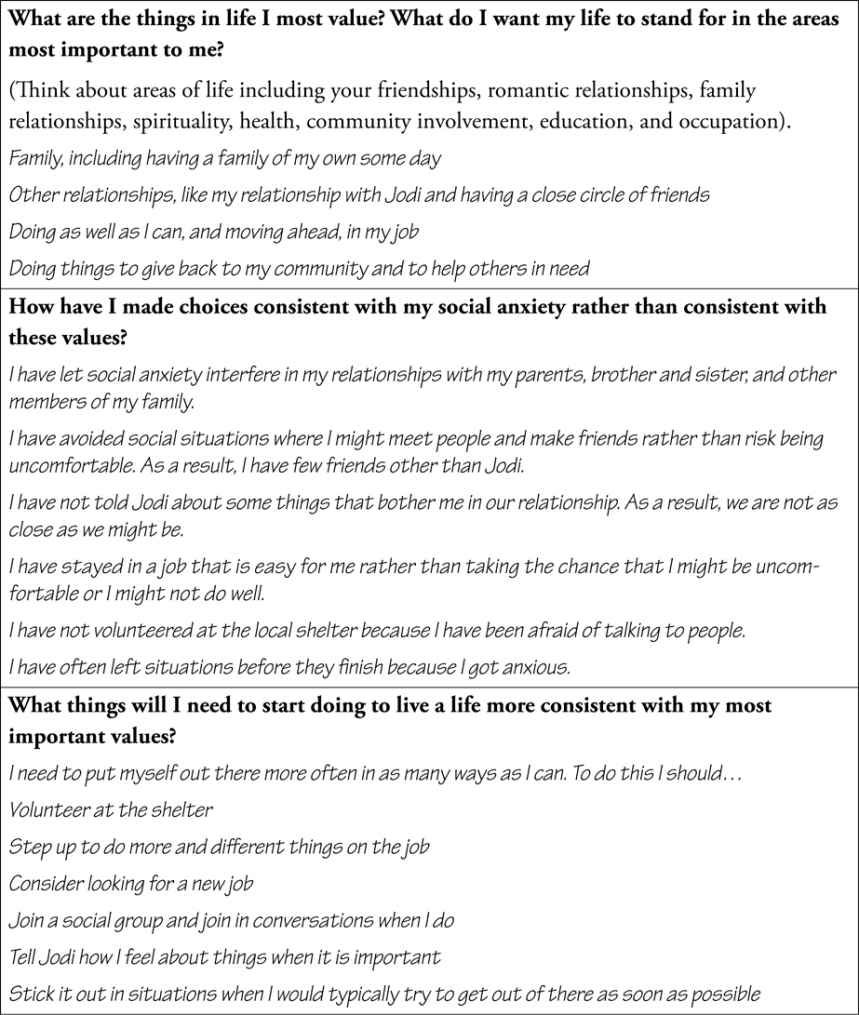 What are the things in life I most value? What do I want my life to stand for in the areas
most important to me?
(Think about areas of life including your friendships, romantic relationships, family
relationships, spirituality, health, community involvement, education, and occupation).
Family, including having a family of my own some day
Other relationships, like my relationship with Jodi and having a close circle of friends
Doing as well as I can, and moving ahead, in my job
Doing things to give back to my community and to help others in need
How have I made choices consistent with my social anxiety rather than consistent with
these values?
I have let social anxiety interfere in my relationships with my parents, brother and sister, and other
members of my family.
I have avoided social situations where I might meet people and make friends rather than risk being
uncomfortable. As a result, I have few friends other than Jodi.
I have not told Jodi about some things that bother me in our relationship. As a result, we are not as
close as we might be.
I have stayed in a job that is easy for me rather than taking the chance that I might be uncom-
fortable or I might not do well.
I have not volunteered at the local shelter because I have been afraid of talking to people.
I have often left situations before they finish because I got anxious.
What things will I need to start doing to live a life more consistent with my most
important values?
I need to put myself out there more often in as many ways as I can. To do this I should…
Volunteer at the shelter
Step up to do more and different things on the job
Consider looking for a new job
Join a social group and join in conversations when I do
Tell Jodi how I feel about things when it is important
Stick it out in situations when I would typically try to get out of there as soon as possible